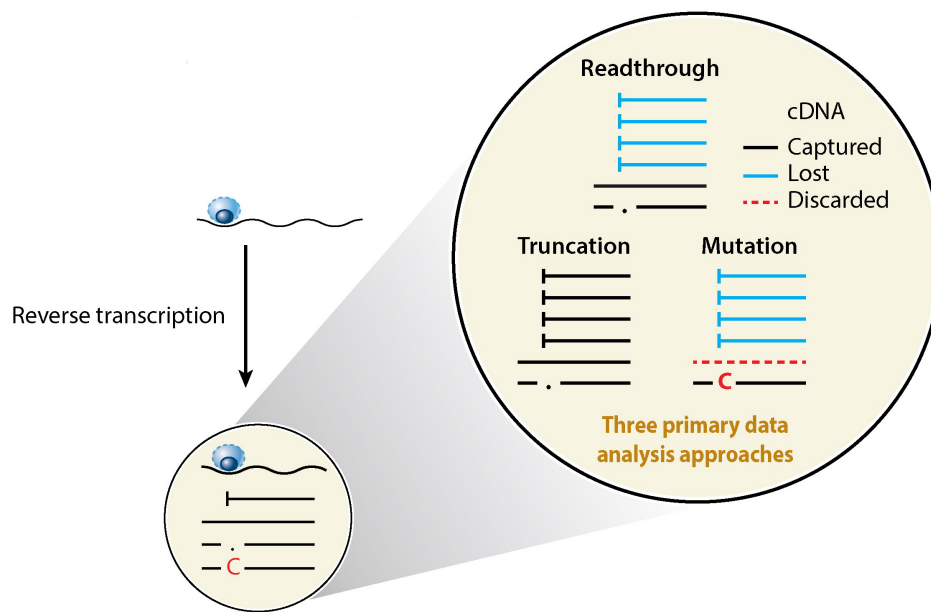 Readthrough
cDNA
Captured
Lost
Discarded
Truncation
Mutation
Reverse transcription
C
Three primary data
analysis approaches
C